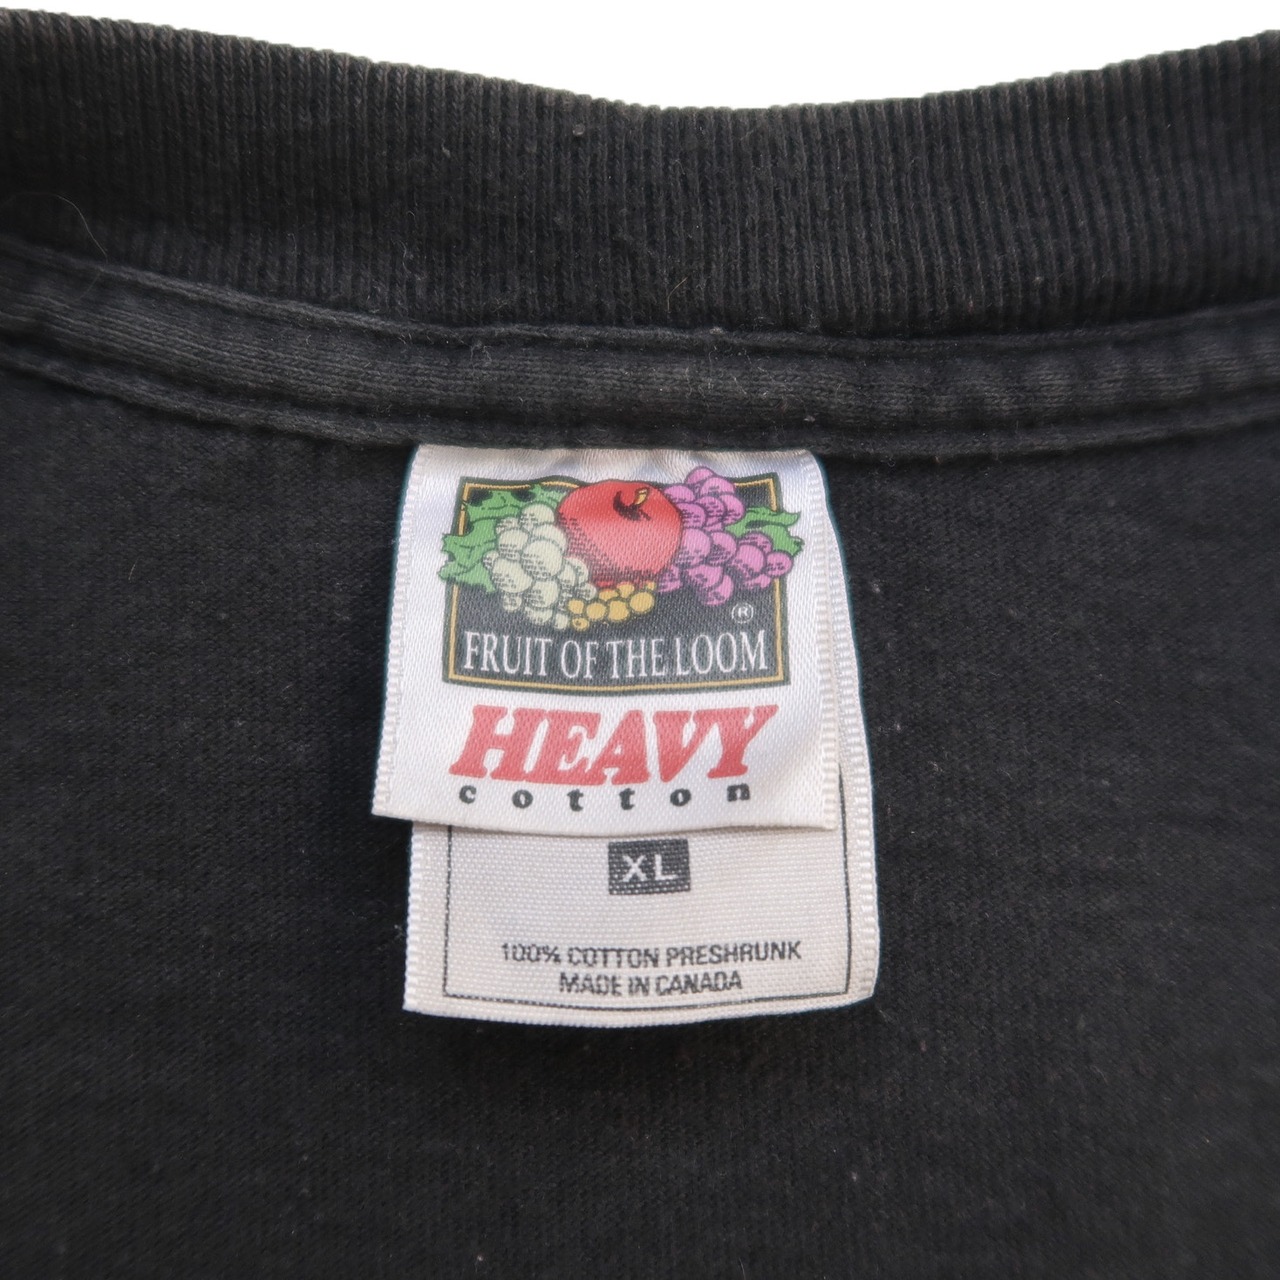 ®
FRUIT OF THE LOOM
HEAVY
cotton
XL
100% COTTON PRESHRUNK
MADE IN CANADA